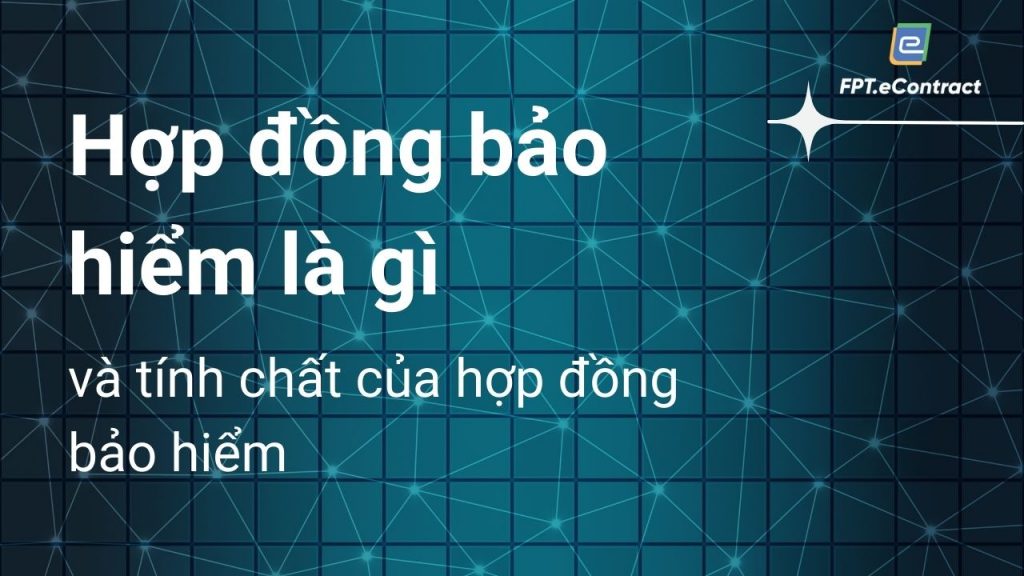 FPT.eContract
Hợp đồng bảo
hiểm là gì
và tính chất của hợp đồng
bảo hiểm